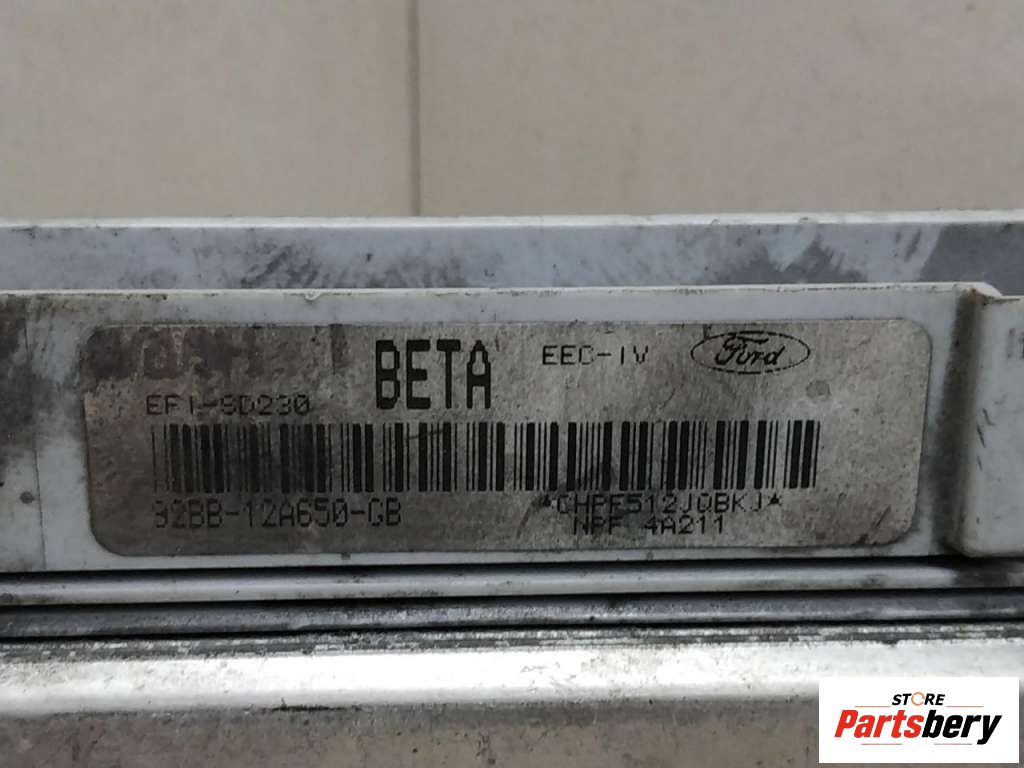 BETA
EEC-IV
Ford
EFI-SD230
92BB-12A650-GB
*CHPF512JQBKJ*
NPF 4A211
STORE
Partsbery